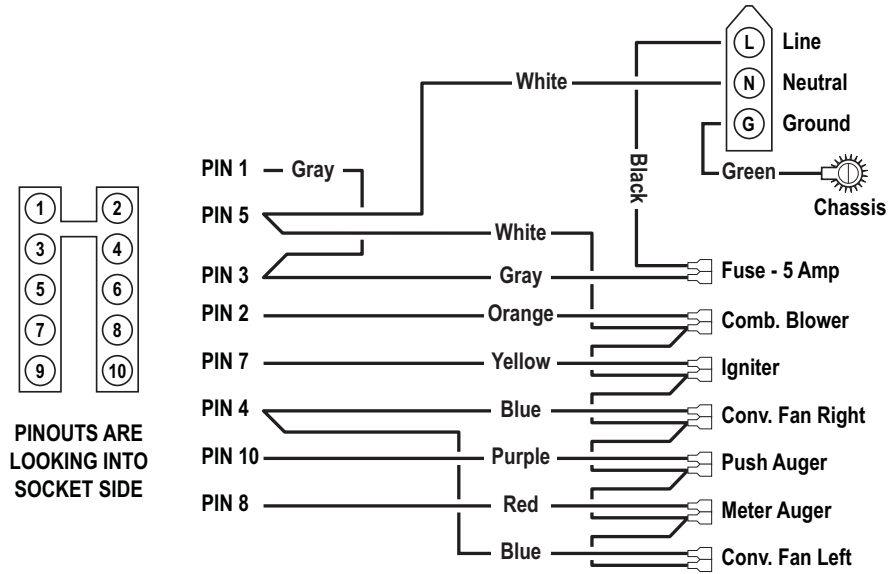 L Line
White N Neutral
G Ground
PIN 1 Gray Black Green
1 2 Chassis
PIN 5
White
3 4
PIN 3 Gray Fuse - 5 Amp
5 6
PIN 2 Orange Comb. Blower
7 8
PIN 7 Yellow Igniter
9 10
PIN 4 Blue Conv. Fan Right
PINOUTS ARE
LOOKING INTO
SOCKET SIDE
PIN 10 Purple Push Auger
PIN 8 Red Meter Auger
Blue Conv. Fan Left